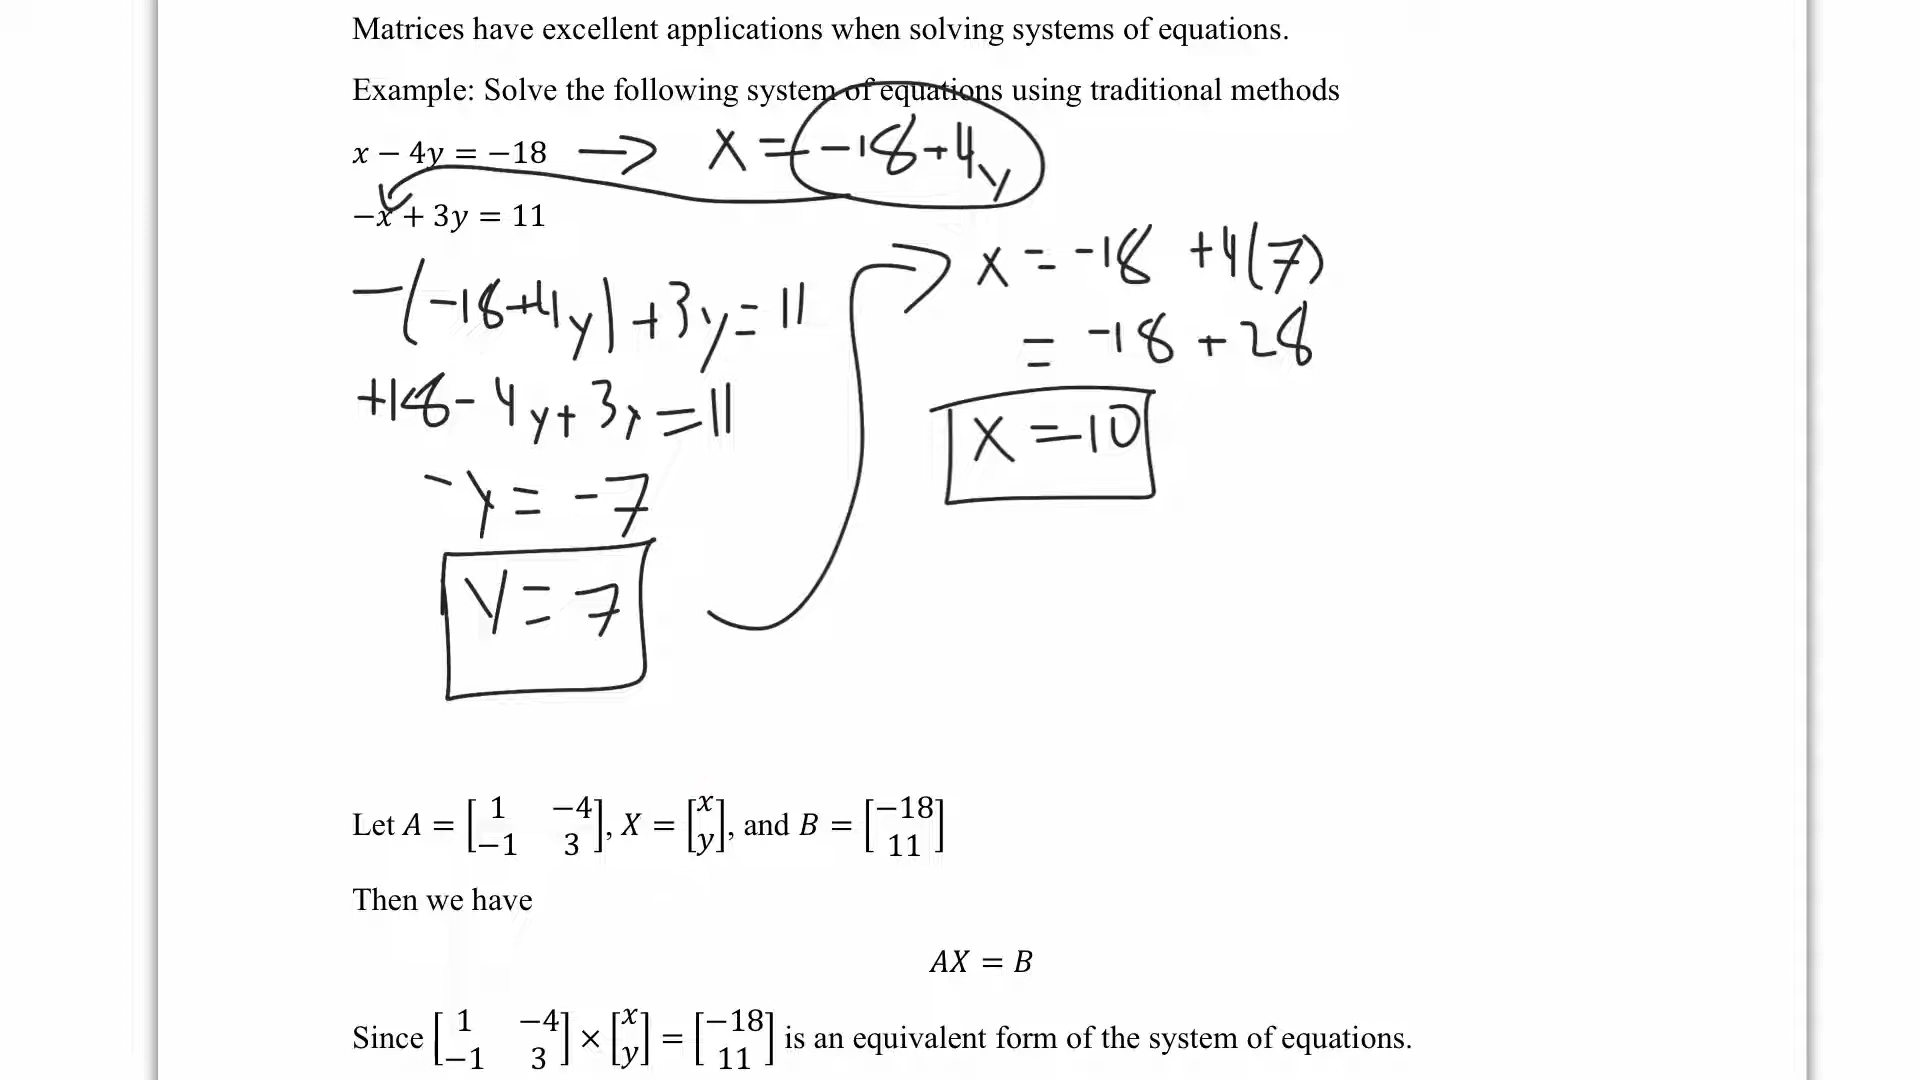 Matrices have excellent applications when solving systems of equations.
Example: Solve the following system of equations using traditional methods
x − 4y = −18 → x = −18+4y
−x + 3y = 11
−(−18+4y)+3y=11
+18−4y+3y=11
−y = −7
y = 7
x = −18 +4(7)
= −18 + 28
x = 10
Let A = [1 −4; −1 3], X = [x; y], and B = [−18; 11]
Then we have
AX = B
Since [1 −4; −1 3] × [x; y] = [−18; 11] is an equivalent form of the system of equations.